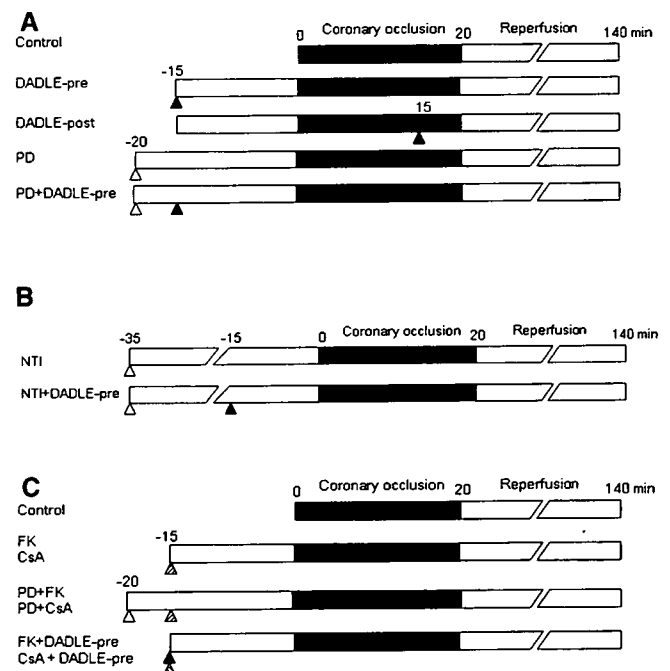 A
Control
0 Coronary occlusion 20 Reperfusion 140 min
DADLE-pre
-15
DADLE-post
15
PD
-20
PD+DADLE-pre
B
-35 -15 0 Coronary occlusion 20 Reperfusion 140 min
NTI
NTI+DADLE-pre
C
Control
0 Coronary occlusion 20 Reperfusion 140 min
FK
CsA
-15
PD+FK
PD+CsA
-20
FK+DADLE-pre
CsA + DADLE-pre